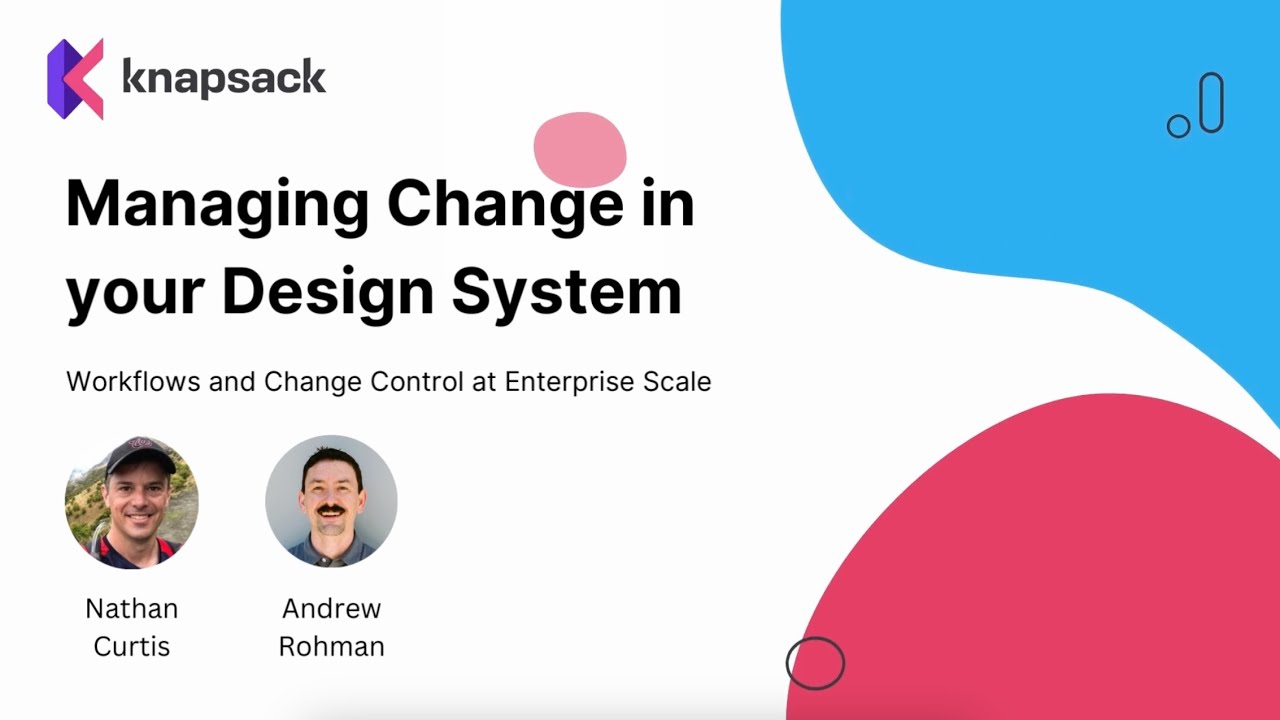 knapsack
Managing Change in
your Design System
Workflows and Change Control at Enterprise Scale
Nathan
Curtis
Andrew
Rohman